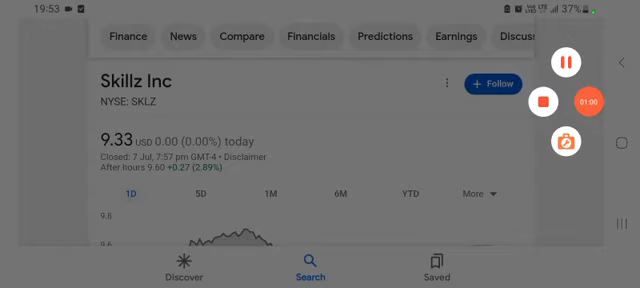 19:53 37%
Finance News Compare Financials Predictions Earnings Discuss
Skillz Inc
+ Follow
NYSE: SKLZ
01:00
9.33 USD 0.00 (0.00%) today
Closed: 7 Jul, 7:57 pm GMT-4 • Disclaimer
After hours 9.60 +0.27 (2.89%)
1D 5D 1M 6M YTD More
9.8
9.6
Discover Search Saved